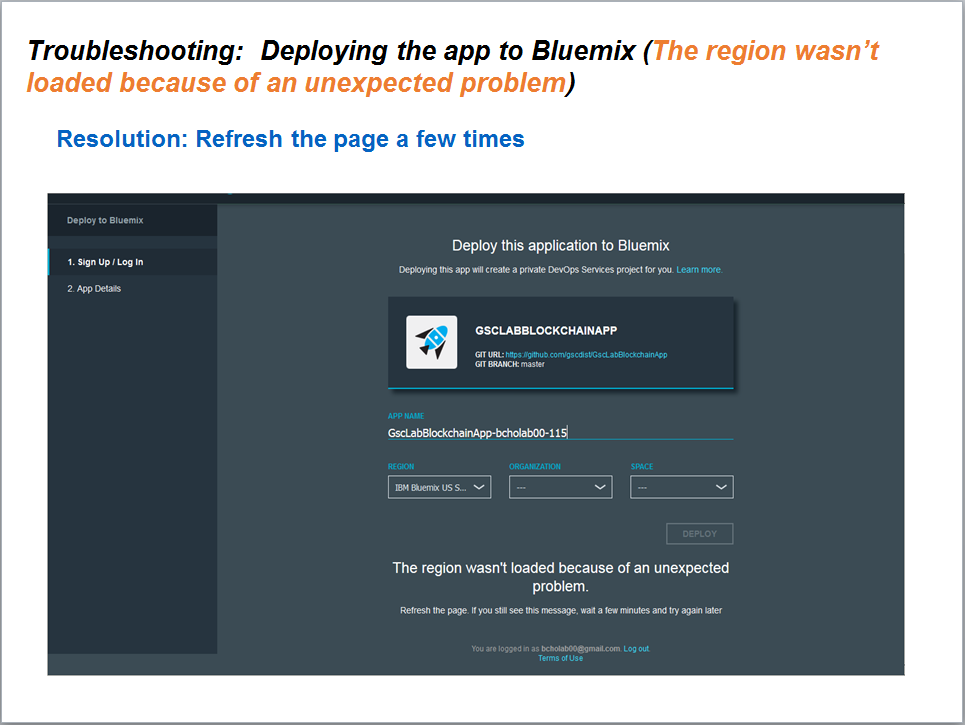 Troubleshooting:  Deploying the app to Bluemix (The region wasn’t
loaded because of an unexpected problem)
Resolution: Refresh the page a few times
Deploy to Bluemix
1. Sign Up / Log In
2. App Details
Deploy this application to Bluemix
Deploying this app will create a private DevOps Services project for you. Learn more.
GSCLABBLOCKCHAINAPP
GIT URL: https://github.com/gscdist/GscLabBlockchainApp
GIT BRANCH: master
APP NAME
GscLabBlockchainApp-bcholab00-115
REGION ORGANIZATION SPACE
IBM Bluemix US S... --- ---
DEPLOY
The region wasn't loaded because of an unexpected
problem.
Refresh the page. If you still see this message, wait a few minutes and try again later
You are logged in as bcholab00@gmail.com. Log out
Terms of Use